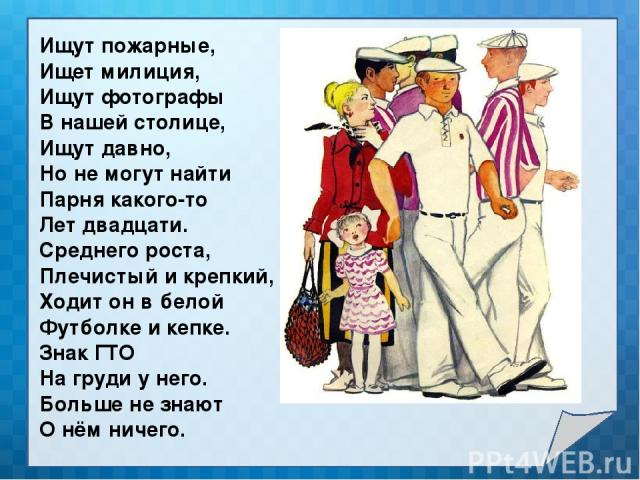 Ищут пожарные,
Ищет милиция,
Ищут фотографы
В нашей столице,
Ищут давно,
Но не могут найти
Парня какого-то
Лет двадцати.
Среднего роста,
Плечистый и крепкий,
Ходит он в белой
Футболке и кепке.
Знак ГТО
На груди у него.
Больше не знают
О нём ничего.
PPt4WEB.ru